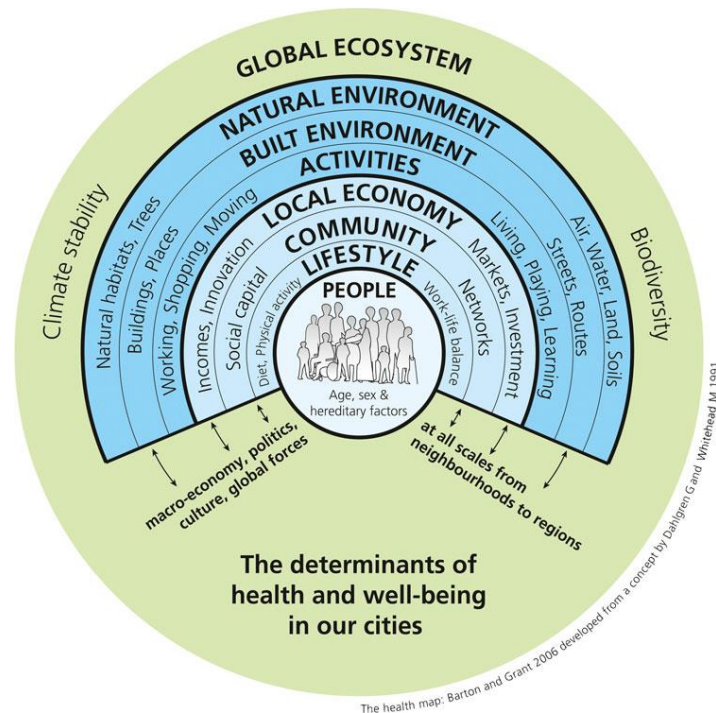 GLOBAL ECOSYSTEM
NATURAL ENVIRONMENT
BUILT ENVIRONMENT
ACTIVITIES
LOCAL ECONOMY
COMMUNITY
LIFESTYLE
PEOPLE
Age, sex &
hereditary factors
Climate stability
Natural habitats, Trees
Buildings, Places
Working, Shopping, Moving
Incomes, Innovation
Social capital
Diet, Physical activity
Work-life balance
Networks
Markets, Investment
Living, Playing, Learning
Streets, Routes
Air, Water, Land, Soils
Biodiversity
macro-economy, politics,
culture, global forces
at all scales from
neighbourhoods to regions
The determinants of
health and well-being
in our cities
The health map: Barton and Grant 2006 developed from a concept by Dahlgren G and Whitehead M 1991